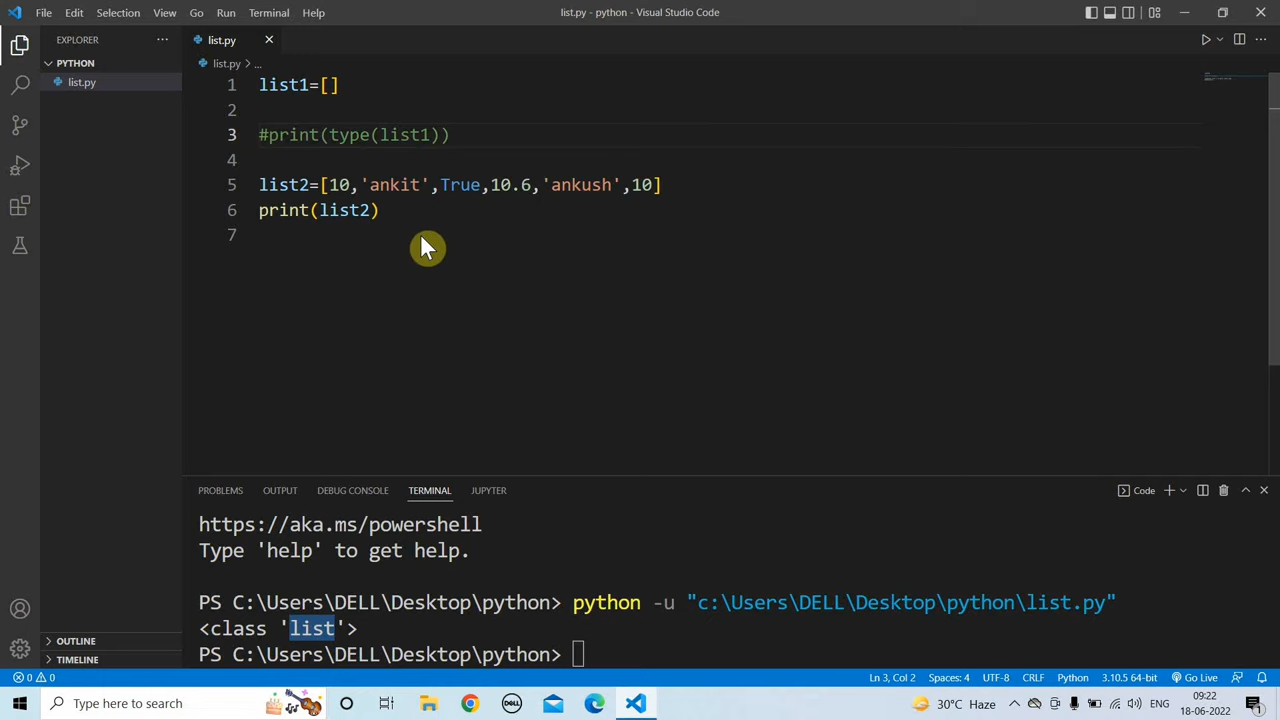 File Edit Selection View Go Run Terminal Help
list.py - python - Visual Studio Code
EXPLORER
PYTHON
list.py
list.py
list.py > ...
1 list1=[]
2
3 #print(type(list1))
4
5 list2=[10,'ankit',True,10.6,'ankush',10]
6 print(list2)
7
PROBLEMS OUTPUT DEBUG CONSOLE TERMINAL JUPYTER
Code
https://aka.ms/powershell
Type 'help' to get help.
PS C:\Users\DELL\Desktop\python> python -u "c:\Users\DELL\Desktop\python\list.py"
<class 'list'>
PS C:\Users\DELL\Desktop\python>
OUTLINE
TIMELINE
0 0
Ln 3, Col 2 Spaces: 4 UTF-8 CRLF Python 3.10.5 64-bit Go Live
Type here to search
DELL
30°C Haze
ENG
09:22
18-06-2022
1